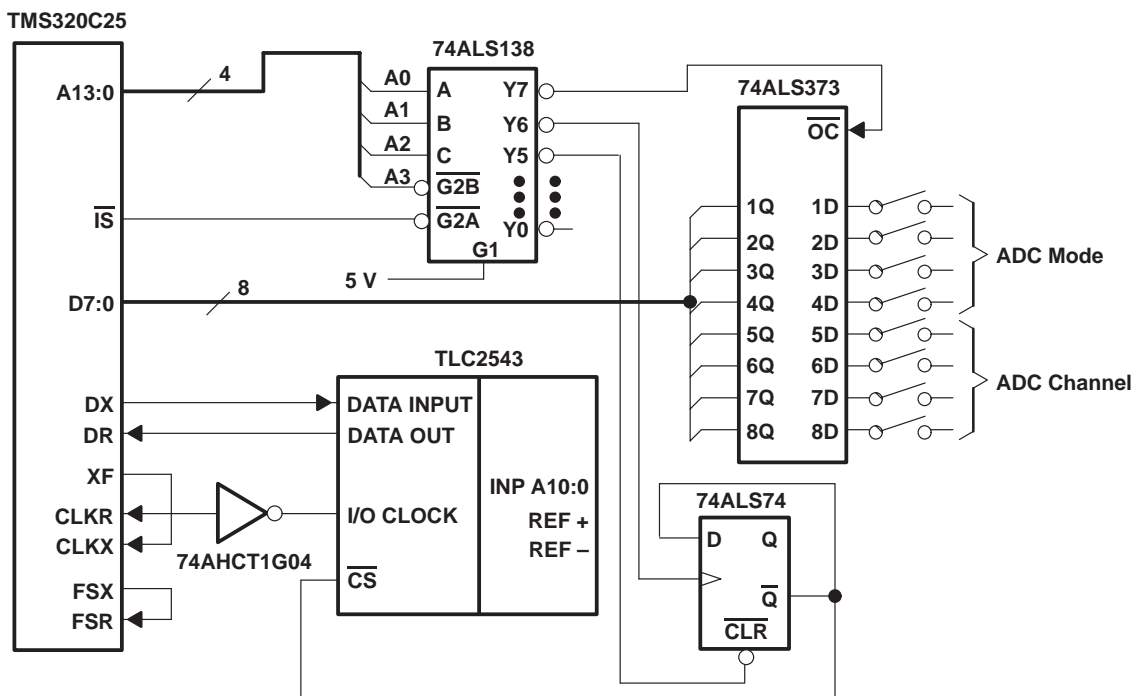 TMS320C25
A13:0
4
IS
D7:0
8
DX
DR
XF
CLKR
CLKX
FSX
FSR
74ALS138
A0
A1
A2
A3
A
B
C
G2B
G2A
G1
5 V
Y7
Y6
Y5
Y0
74ALS373
OC
1Q 1D
2Q 2D
3Q 3D
4Q 4D
5Q 5D
6Q 6D
7Q 7D
8Q 8D
ADC Mode
ADC Channel
TLC2543
DATA INPUT
DATA OUT
I/O CLOCK
CS
INP A10:0
REF +
REF –
74AHCT1G04
74ALS74
D Q
Q
CLR